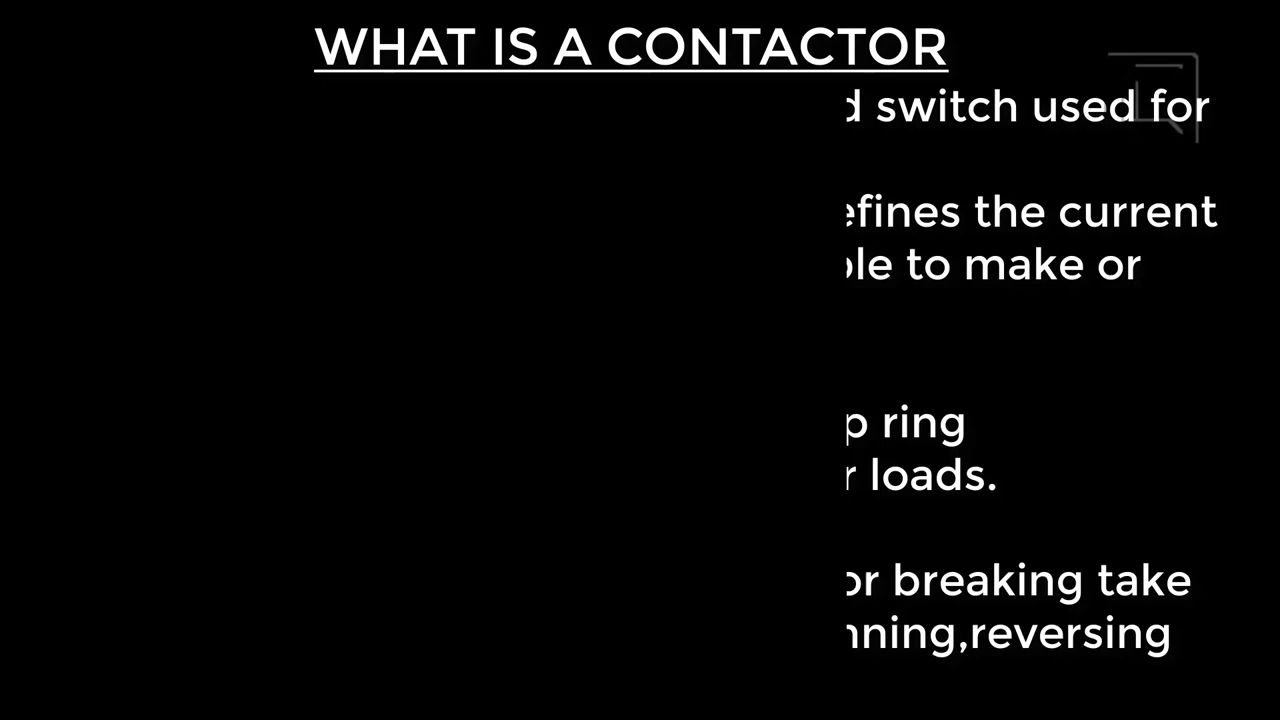 WHAT IS A CONTACTOR
d switch used for
efines the current
ble to make or
p ring
r loads.
or breaking take
nning,reversing